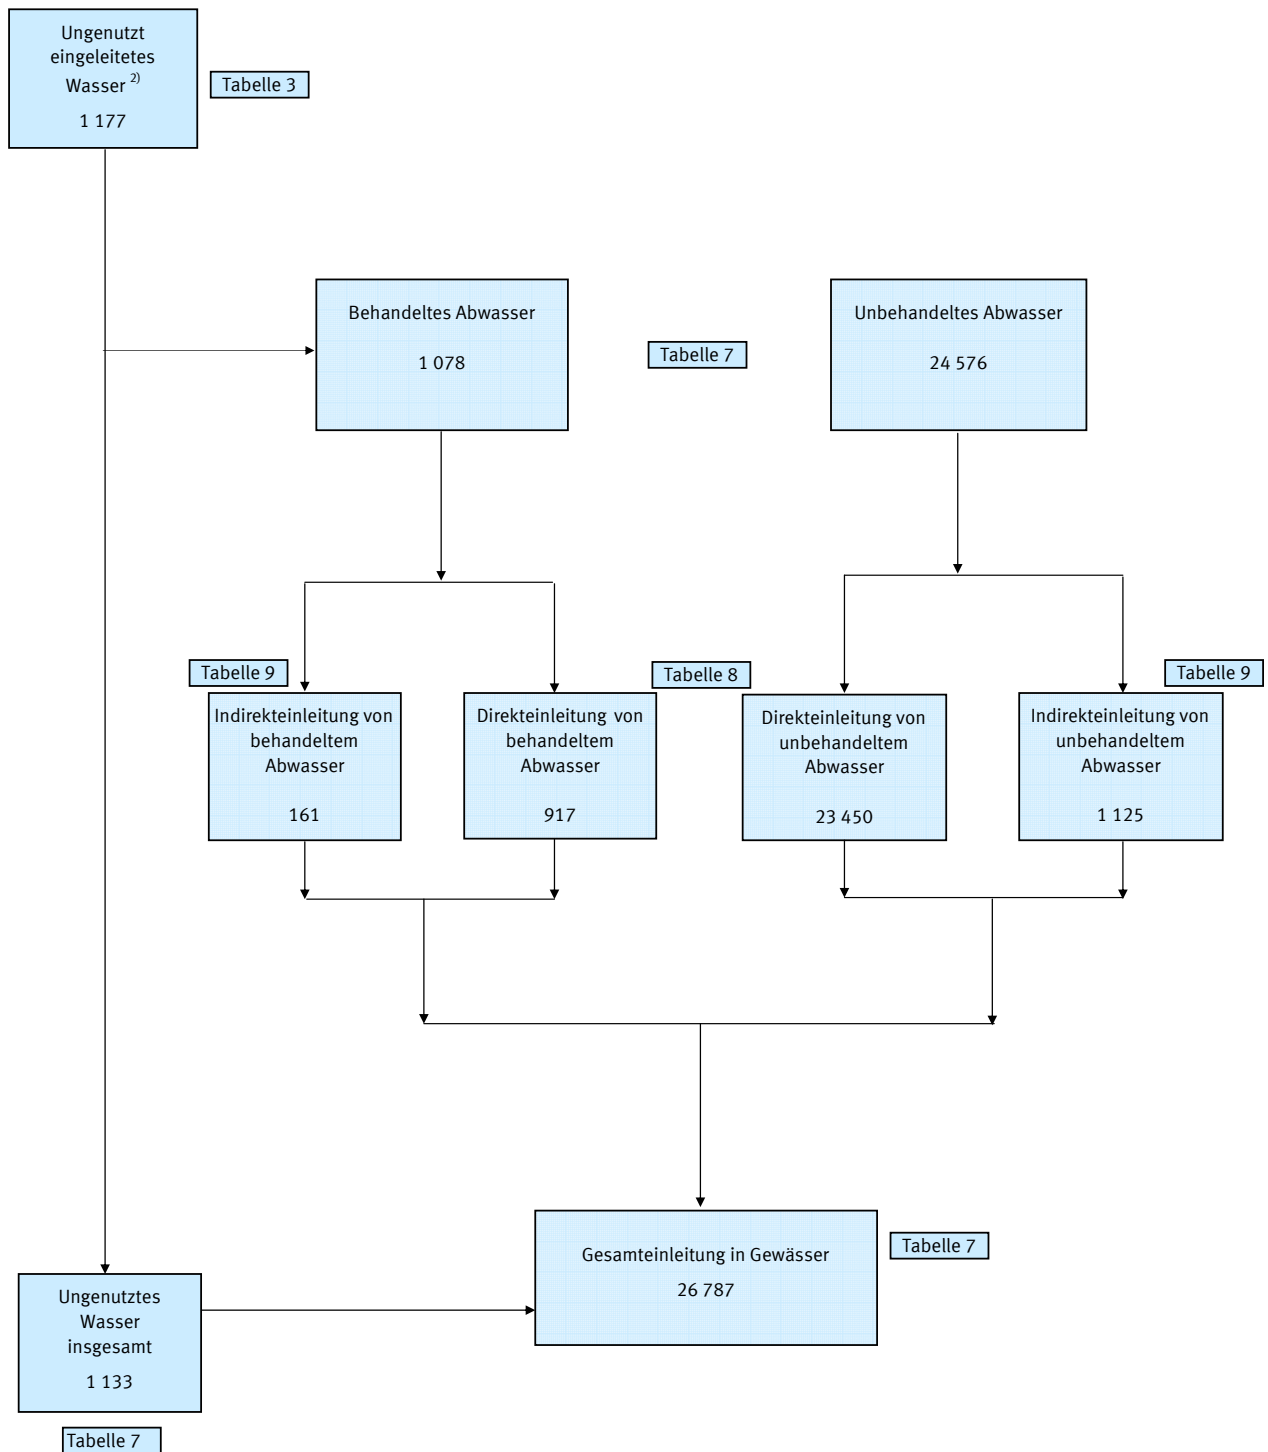 Ungenutzt
eingeleitetes
Wasser 2)
1 177
Tabelle 3
Behandeltes Abwasser
1 078
Tabelle 7
Unbehandeltes Abwasser
24 576
Tabelle 9
Indirekteinleitung von
behandeltem
Abwasser
161
Direkteinleitung von
behandeltem
Abwasser
917
Tabelle 8
Direkteinleitung von
unbehandeltem
Abwasser
23 450
Tabelle 9
Indirekteinleitung von
unbehandeltem
Abwasser
1 125
Gesamteinleitung in Gewässer
26 787
Tabelle 7
Ungenutztes
Wasser
insgesamt
1 133
Tabelle 7